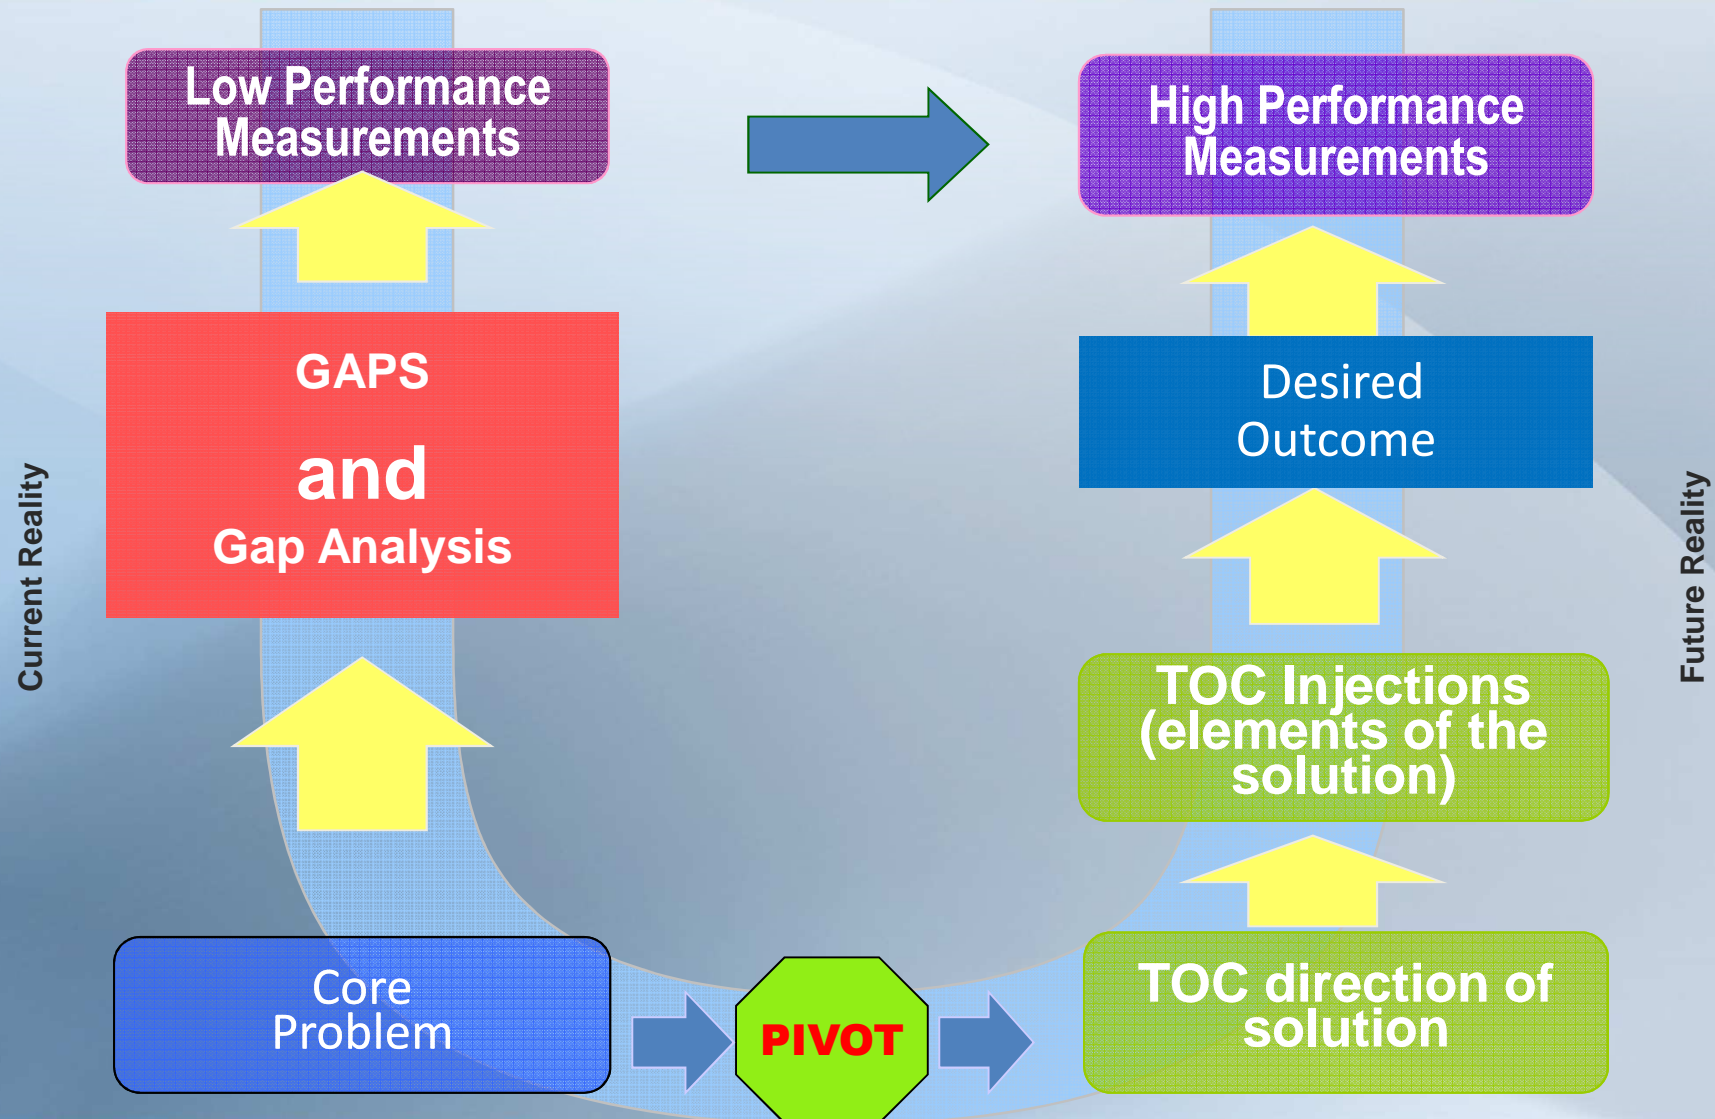 Low Performance
Measurements
High Performance
Measurements
GAPS
and
Gap Analysis
Desired
Outcome
Current Reality
Future Reality
TOC Injections
(elements of the
solution)
Core
Problem
PIVOT
TOC direction of
solution